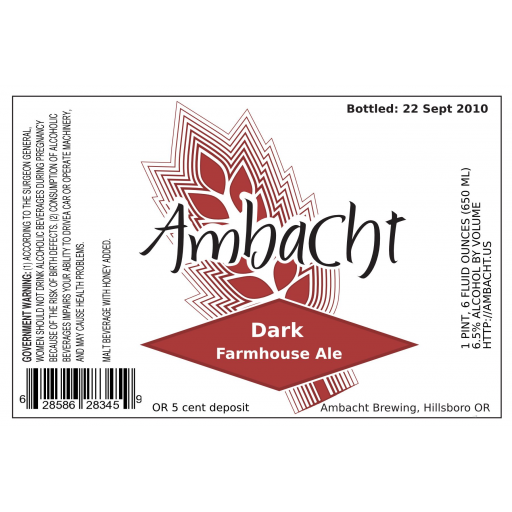 GOVERNMENT WARNING: (1) ACCORDING TO THE SURGEON GENERAL,
WOMEN SHOULD NOT DRINK ALCOHOLIC BEVERAGES DURING PREGNANCY
BECAUSE OF THE RISK OF BIRTH DEFECTS. (2) CONSUMPTION OF ALCOHOLIC
BEVERAGES IMPAIRS YOUR ABILITY TO DRIVE A CAR OR OPERATE MACHINERY,
AND MAY CAUSE HEALTH PROBLEMS.
MALT BEVERAGE WITH HONEY ADDED.
6 28586 28345 9
Bottled: 22 Sept 2010
Ambacht
Dark
Farmhouse Ale
OR 5 cent deposit
Ambacht Brewing, Hillsboro OR
1 PINT, 6 FLUID OUNCES (650 ML)
6.5% ALCOHOL BY VOLUME
HTTP://AMBACHT.US